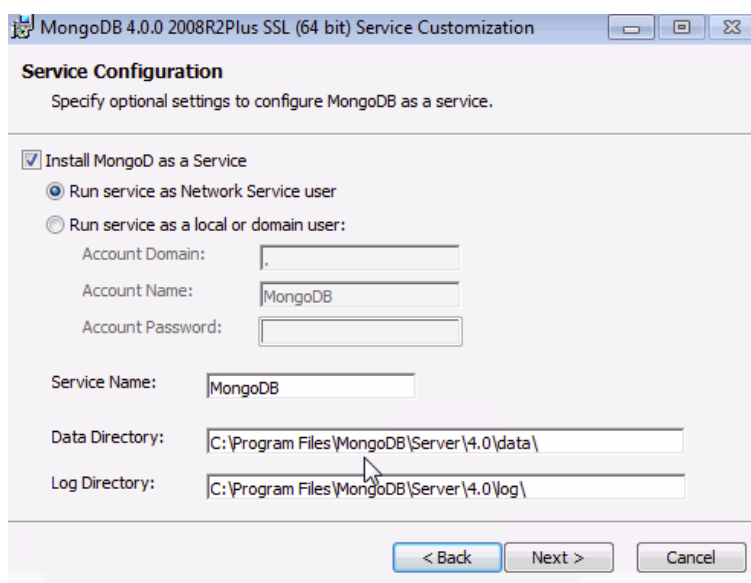 MongoDB 4.0.0 2008R2Plus SSL (64 bit) Service Customization
Service Configuration
Specify optional settings to configure MongoDB as a service.
Install MongoD as a Service
Run service as Network Service user
Run service as a local or domain user:
Account Domain:
.
Account Name:
MongoDB
Account Password:
Service Name:
MongoDB
Data Directory:
C:\Program Files\MongoDB\Server\4.0\data\
Log Directory:
C:\Program Files\MongoDB\Server\4.0\log\
< Back
Next >
Cancel